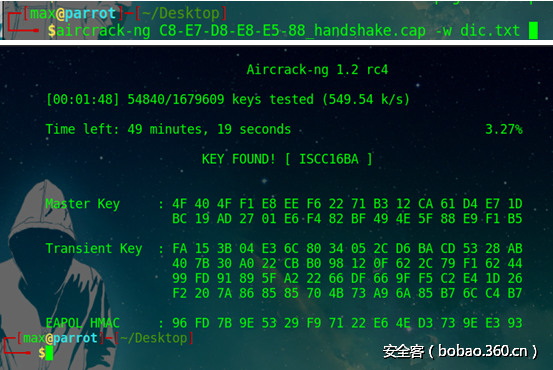 [max@parrot]─[~/Desktop]
$aircrack-ng C8-E7-D8-E8-E5-88_handshake.cap -w dic.txt
Aircrack-ng 1.2 rc4
[00:01:48] 54840/1679609 keys tested (549.54 k/s)
Time left: 49 minutes, 19 seconds 3.27%
KEY FOUND! [ ISCC16BA ]
Master Key : 4F 40 4F F1 E8 EE F6 22 71 B3 12 CA 61 D4 E7 1D
BC 19 AD 27 01 E6 F4 82 BF 49 4E 5F 88 E9 F1 B5
Transient Key : FA 15 3B 04 E3 6C 80 34 05 2C D6 BA CD 53 28 AB
40 7B 30 A0 22 CB B0 98 12 0F 62 2C 79 F1 62 44
99 FD 91 89 5F A2 22 66 DF 66 9F F5 C2 E4 1D 26
F2 20 7A 86 85 85 70 4B 73 A9 6A 85 B7 6C C4 B7
EAPOL HMAC : 96 FD 7B 9E 53 29 F9 71 22 E6 4E D3 73 9E E3 93
[max@parrot]─[~/Desktop]
$
安全客（bobao.360.cn）